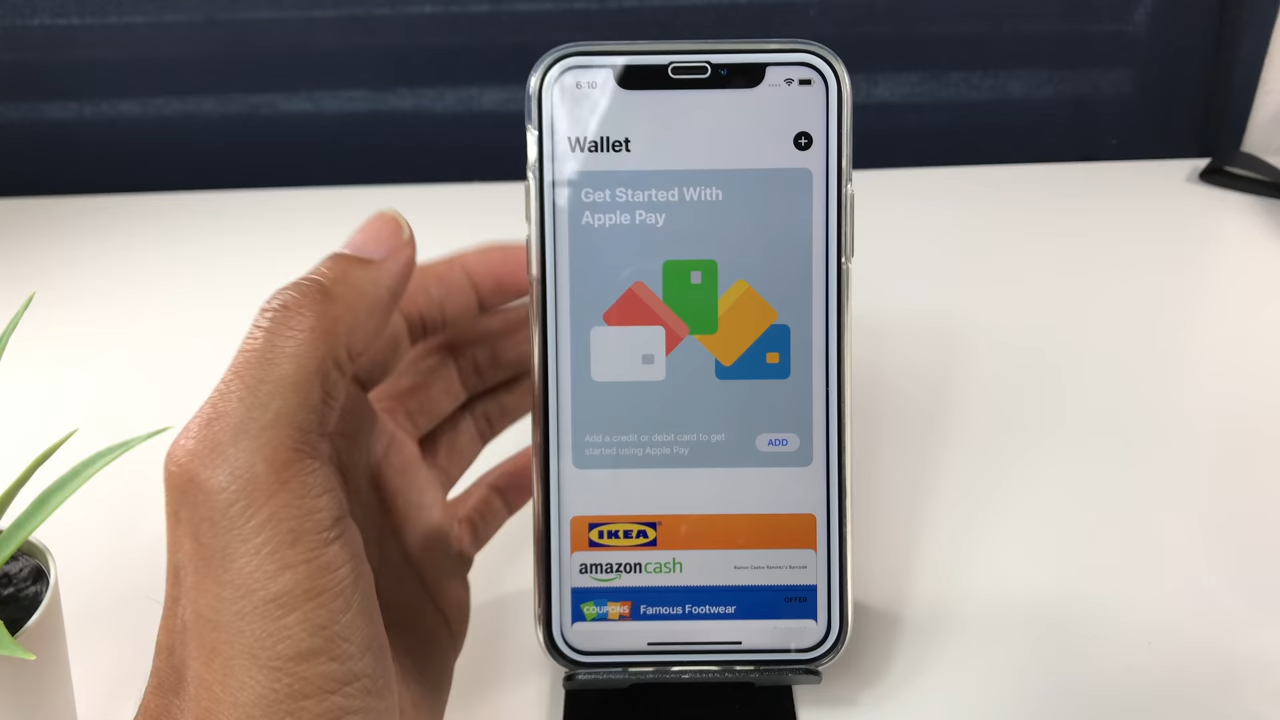 6:10
Wallet
Get Started With
Apple Pay
Add a credit or debit card to get
started using Apple Pay
ADD
IKEA
amazoncash
OFFER
COUPONS
Famous Footwear